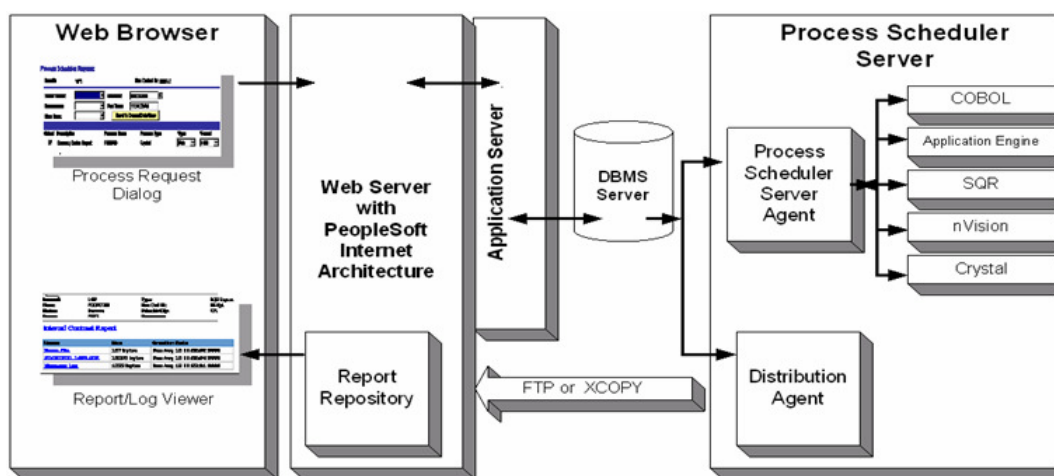 Web Browser
Process Request
Dialog
Internal Contract Report
Report/Log Viewer
Web Server
with
PeopleSoft
Internet
Architecture
Report
Repository
Application Server
DBMS
Server
FTP or XCOPY
Process Scheduler
Server
Process
Scheduler
Server
Agent
Distribution
Agent
COBOL
Application Engine
SQR
nVision
Crystal